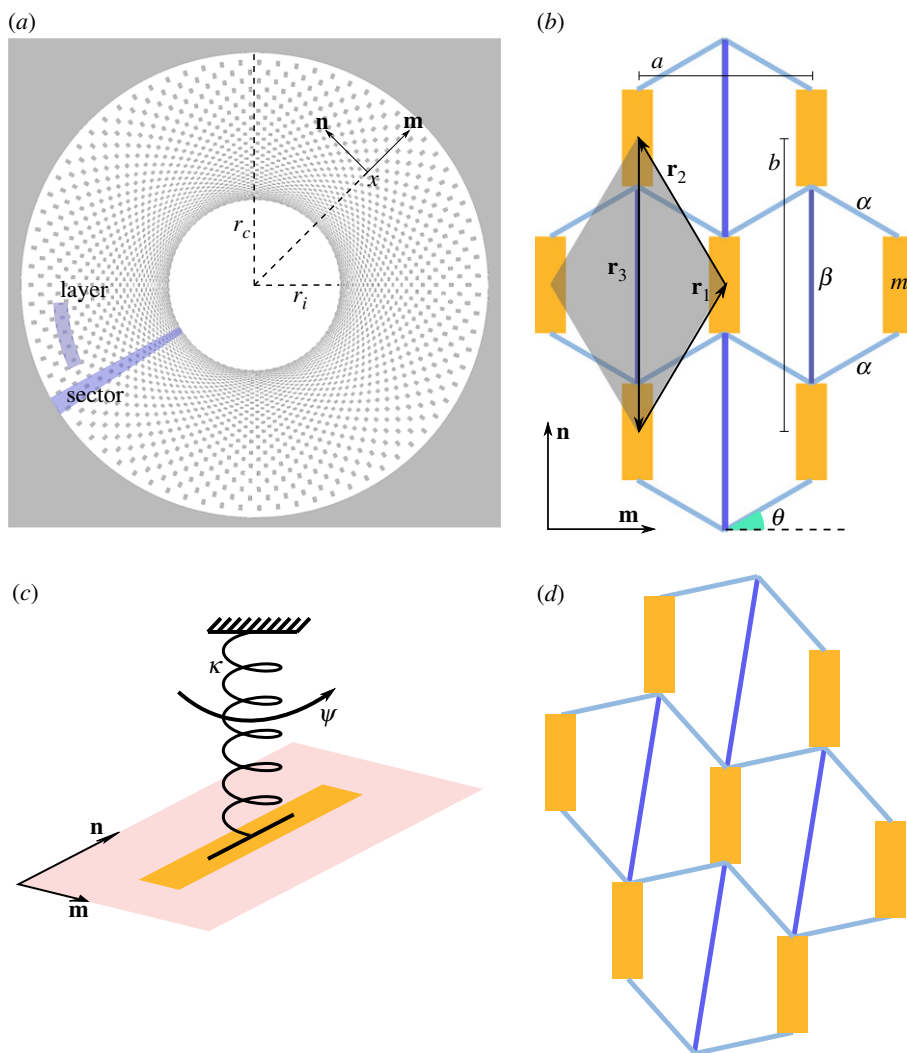 (a)
n
m
x
r_c
r_i
layer
sector
(b)
a
b
r_2
α
r_3
r_1
β
m
α
n
m
θ
(c)
κ
ψ
n
m
(d)